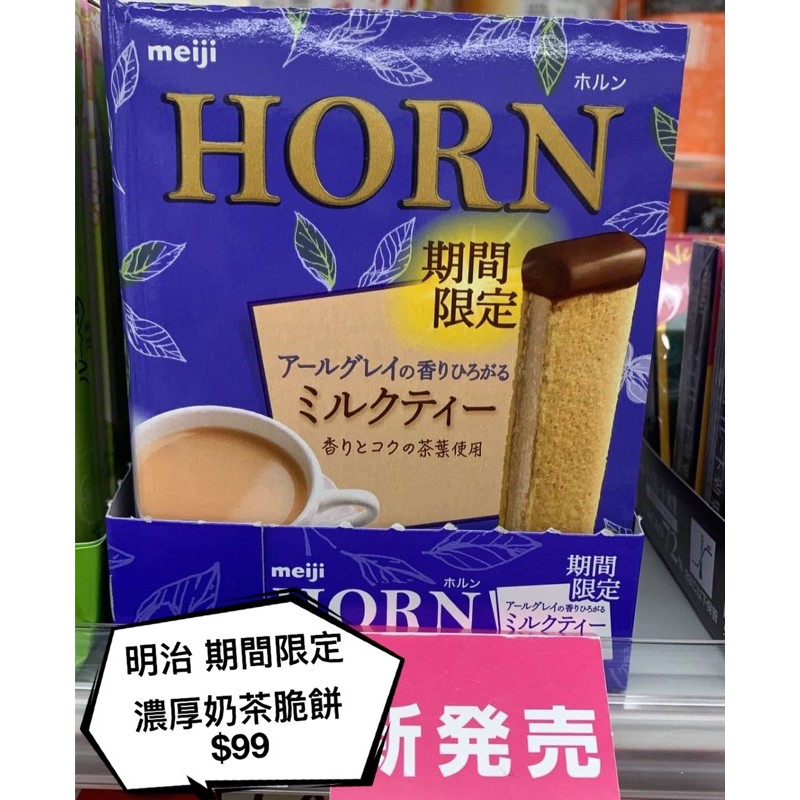 meiji
ホルン
HORN
期間
限定
アールグレイの香りひろがる
ミルクティー
香りとコクの茶葉使用
meiji
ホルン
HORN
期間
限定
アールグレイの香りひろがる
ミルクティー
明治 期間限定
濃厚奶茶脆餅
$99
新発売